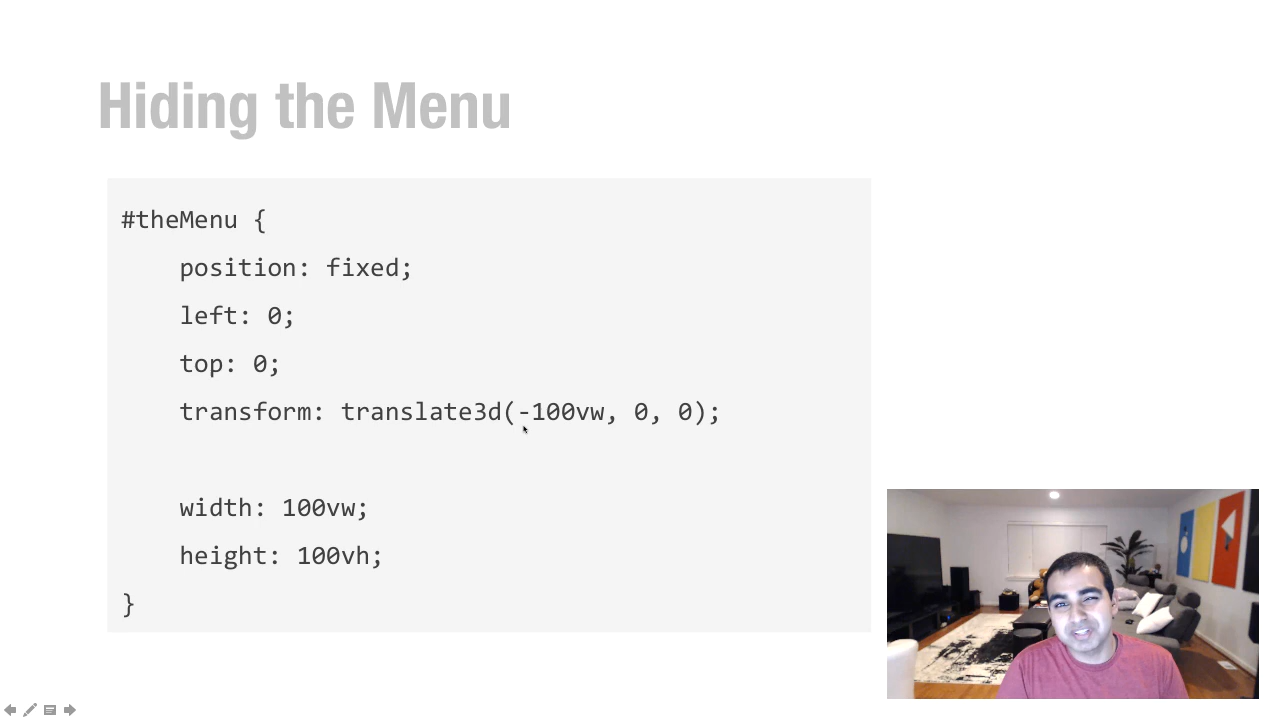 Hiding the Menu
#theMenu {
    position: fixed;
    left: 0;
    top: 0;
    transform: translate3d(-100vw, 0, 0);
    width: 100vw;
    height: 100vh;
}